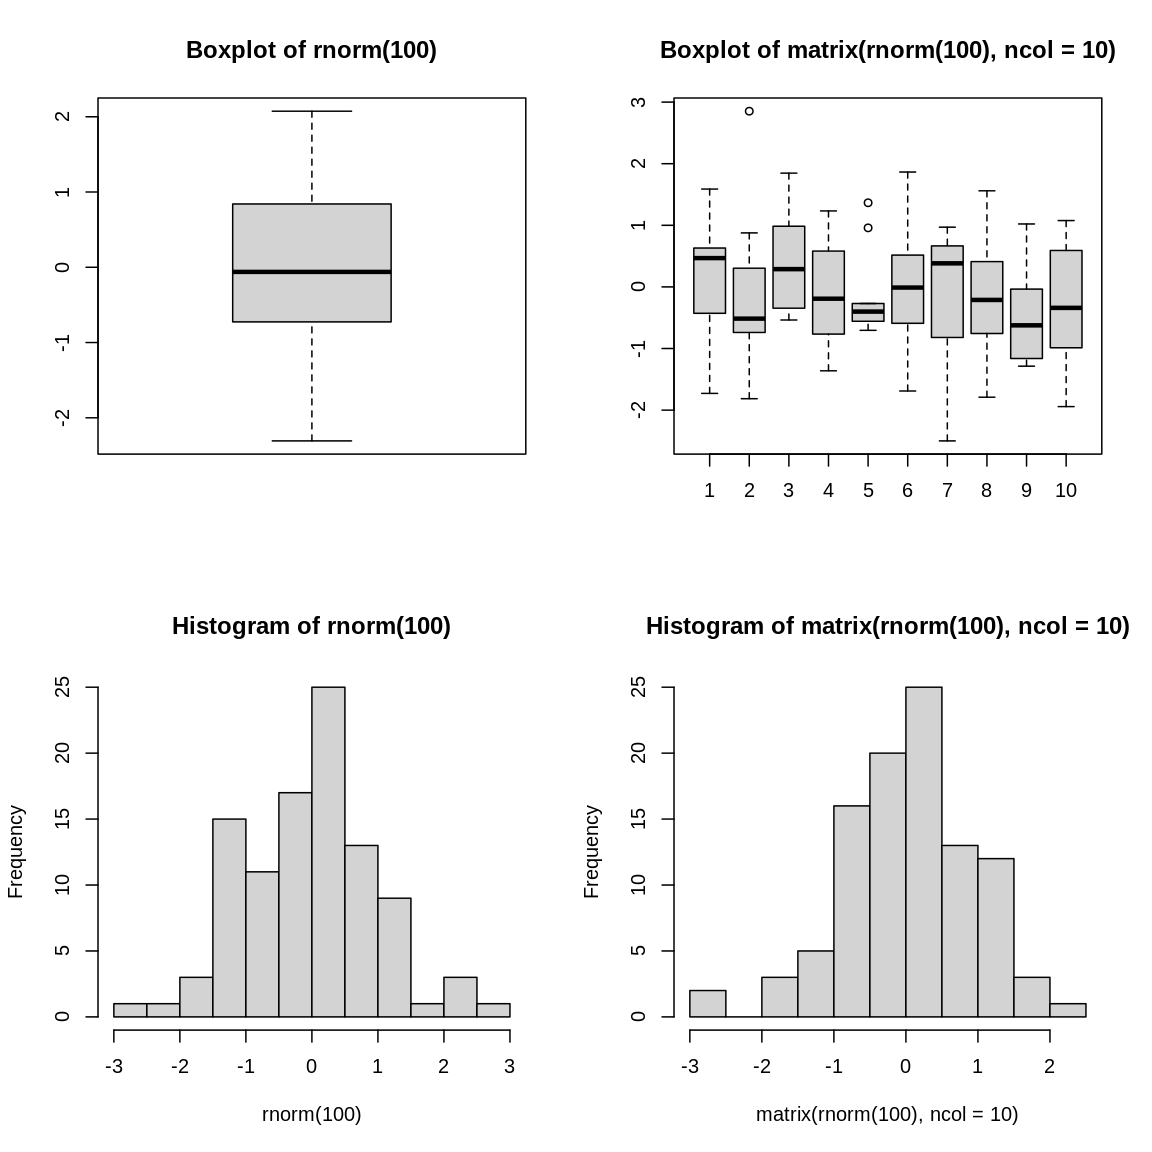 Boxplot of rnorm(100)
2
1
0
-1
-2
Boxplot of matrix(rnorm(100), ncol = 10)
3
2
1
0
-1
-2
1 2 3 4 5 6 7 8 9 10
Histogram of rnorm(100)
Frequency
25
20
15
10
5
0
-3 -2 -1 0 1 2 3
rnorm(100)
Histogram of matrix(rnorm(100), ncol = 10)
Frequency
25
20
15
10
5
0
-3 -2 -1 0 1 2
matrix(rnorm(100), ncol = 10)